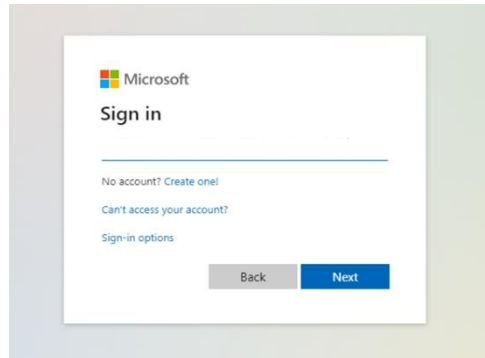 Microsoft
Sign in
No account? Create one!
Can't access your account?
Sign-in options
Back Next